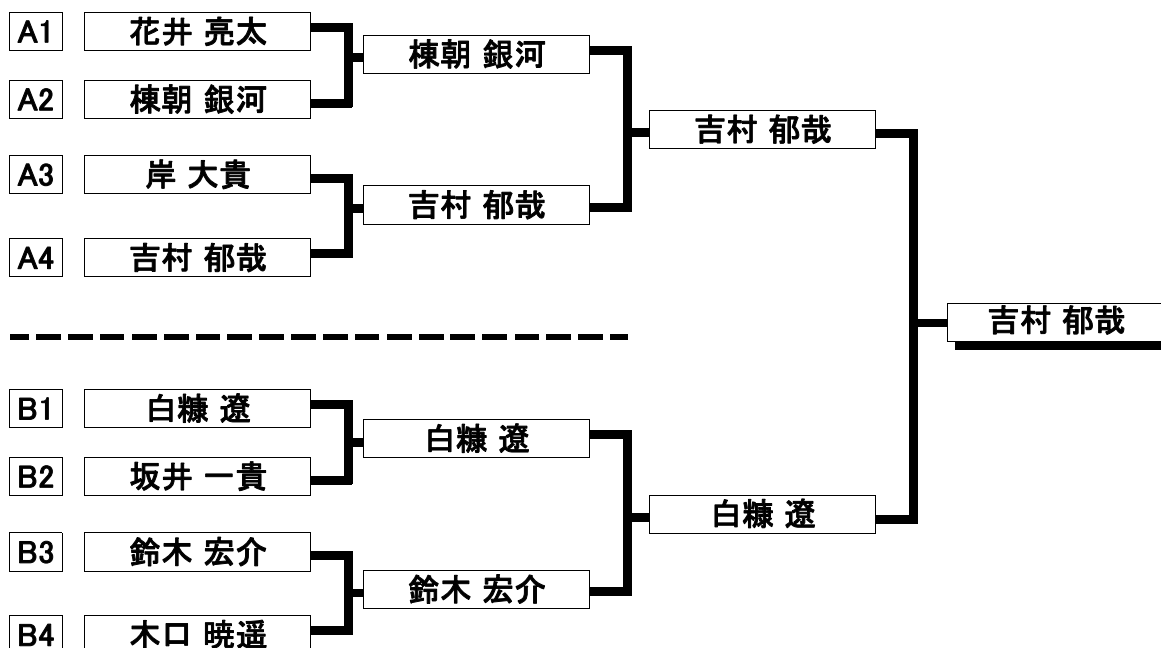 A1 花井 亮太
A2 棟朝 銀河
棟朝 銀河
A3 岸 大貴
A4 吉村 郁哉
吉村 郁哉
吉村 郁哉
吉村 郁哉
B1 白糠 遼
B2 坂井 一貴
白糠 遼
B3 鈴木 宏介
B4 木口 暁遥
鈴木 宏介
白糠 遼